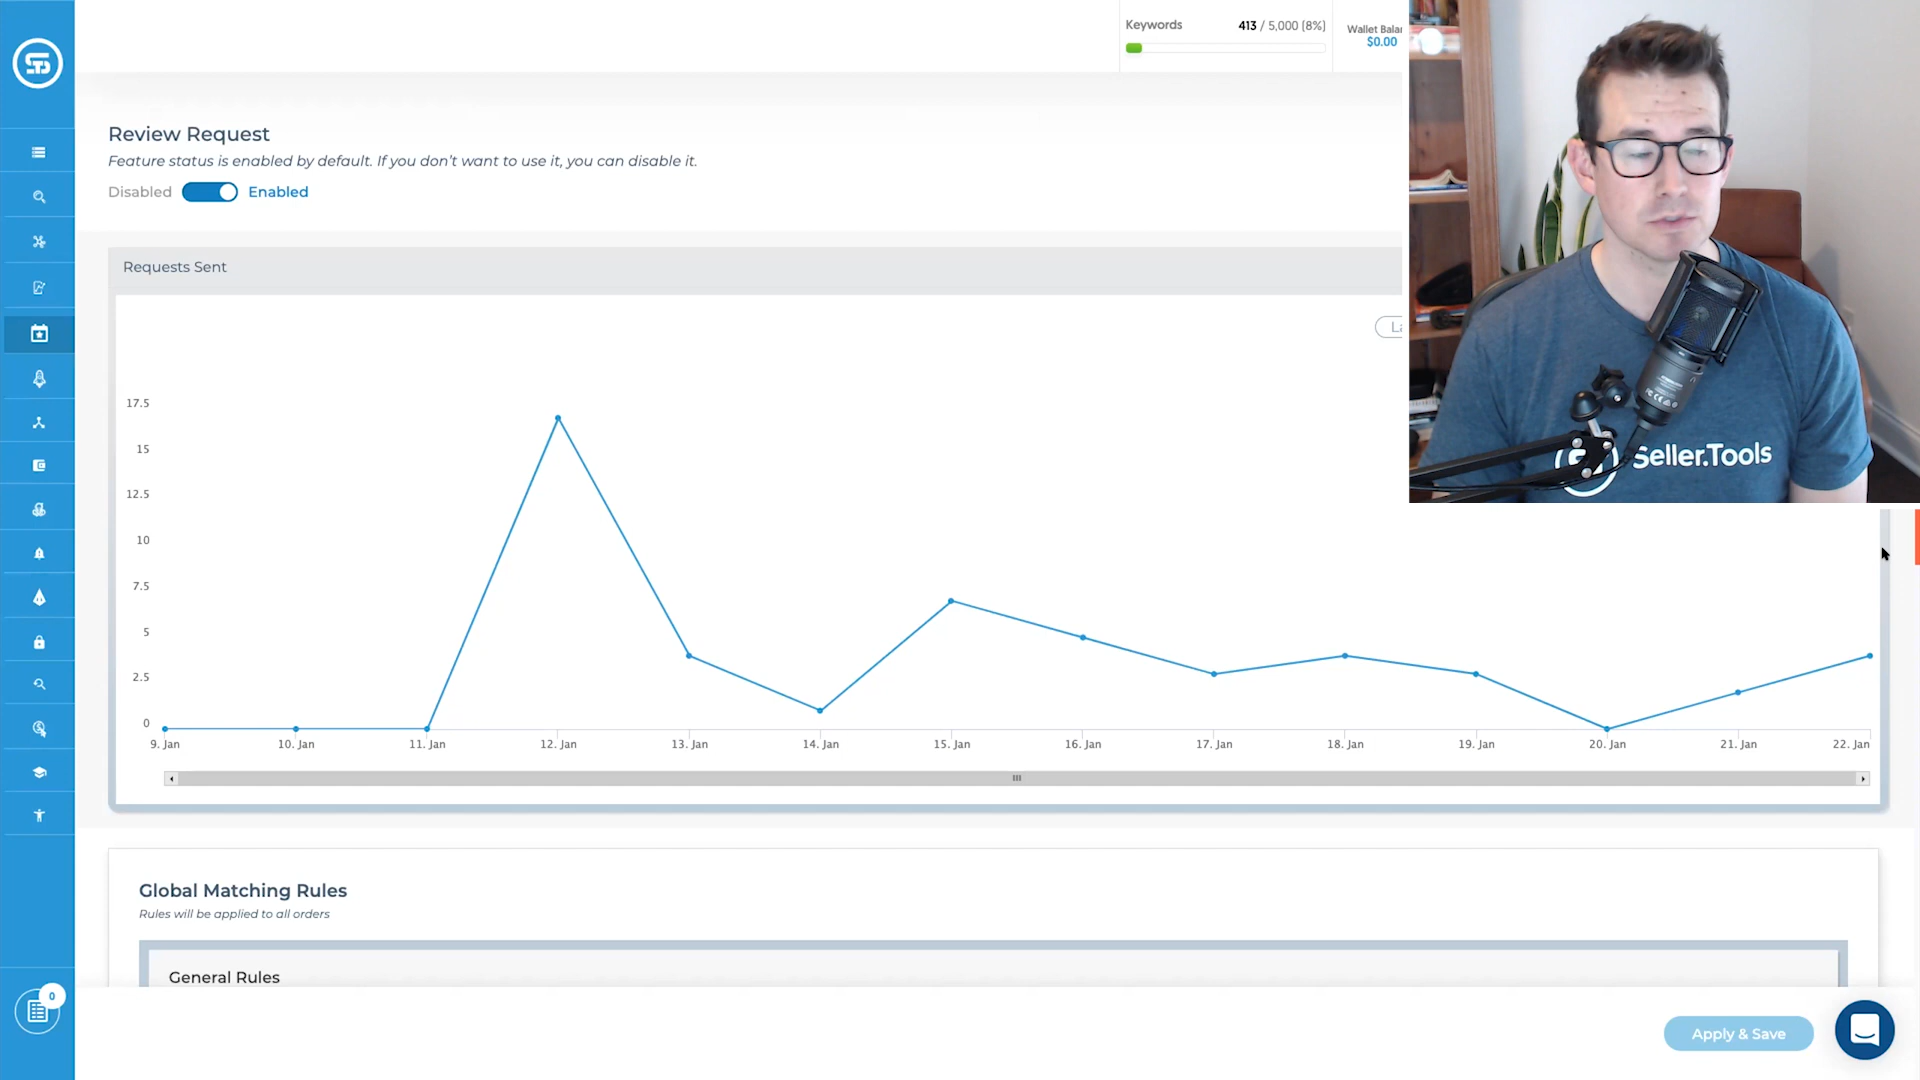 Keywords 413 / 5,000 (8%)
Wallet Bala
$0.00
Review Request
Feature status is enabled by default. If you don't want to use it, you can disable it.
Disabled Enabled
Requests Sent
La
17.5
15
12.5
10
7.5
5
2.5
0
9. Jan 10. Jan 11. Jan 12. Jan 13. Jan 14. Jan 15. Jan 16. Jan 17. Jan 18. Jan 19. Jan 20. Jan 21. Jan 22. Jan
Seller.Tools
Global Matching Rules
Rules will be applied to all orders
General Rules
0
Apply & Save